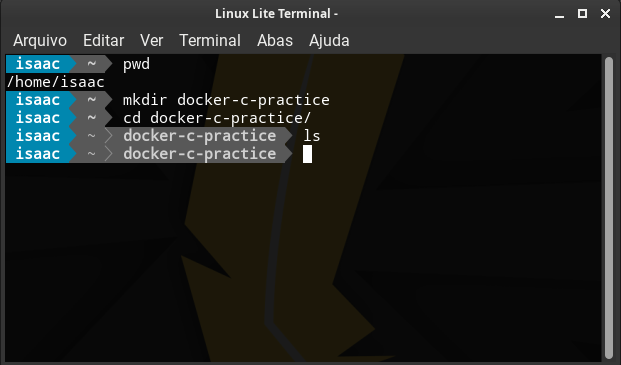 Linux Lite Terminal -
Arquivo Editar Ver Terminal Abas Ajuda
isaac ~ pwd
/home/isaac
isaac ~ mkdir docker-c-practice
isaac ~ cd docker-c-practice/
isaac ~ docker-c-practice ls
isaac ~ docker-c-practice